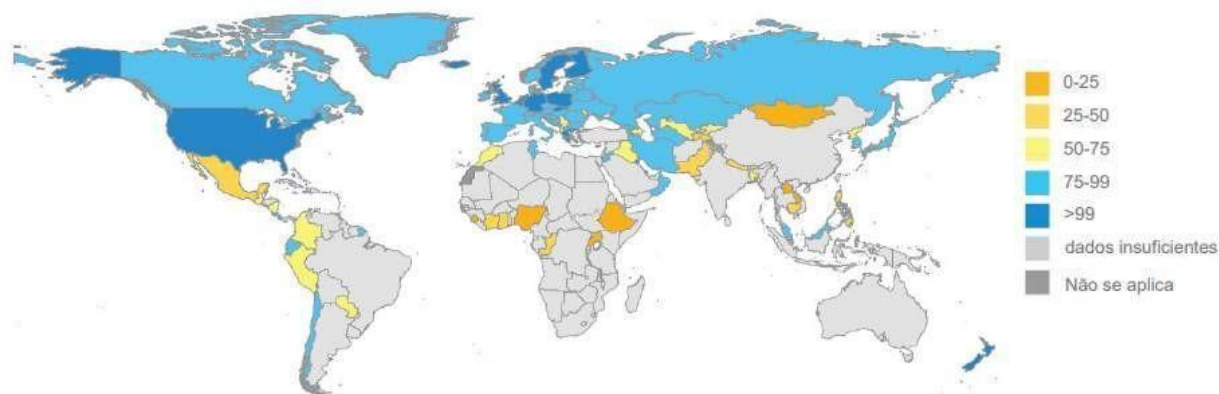 0-25
25-50
50-75
75-99
>99
dados insuficientes
Não se aplica